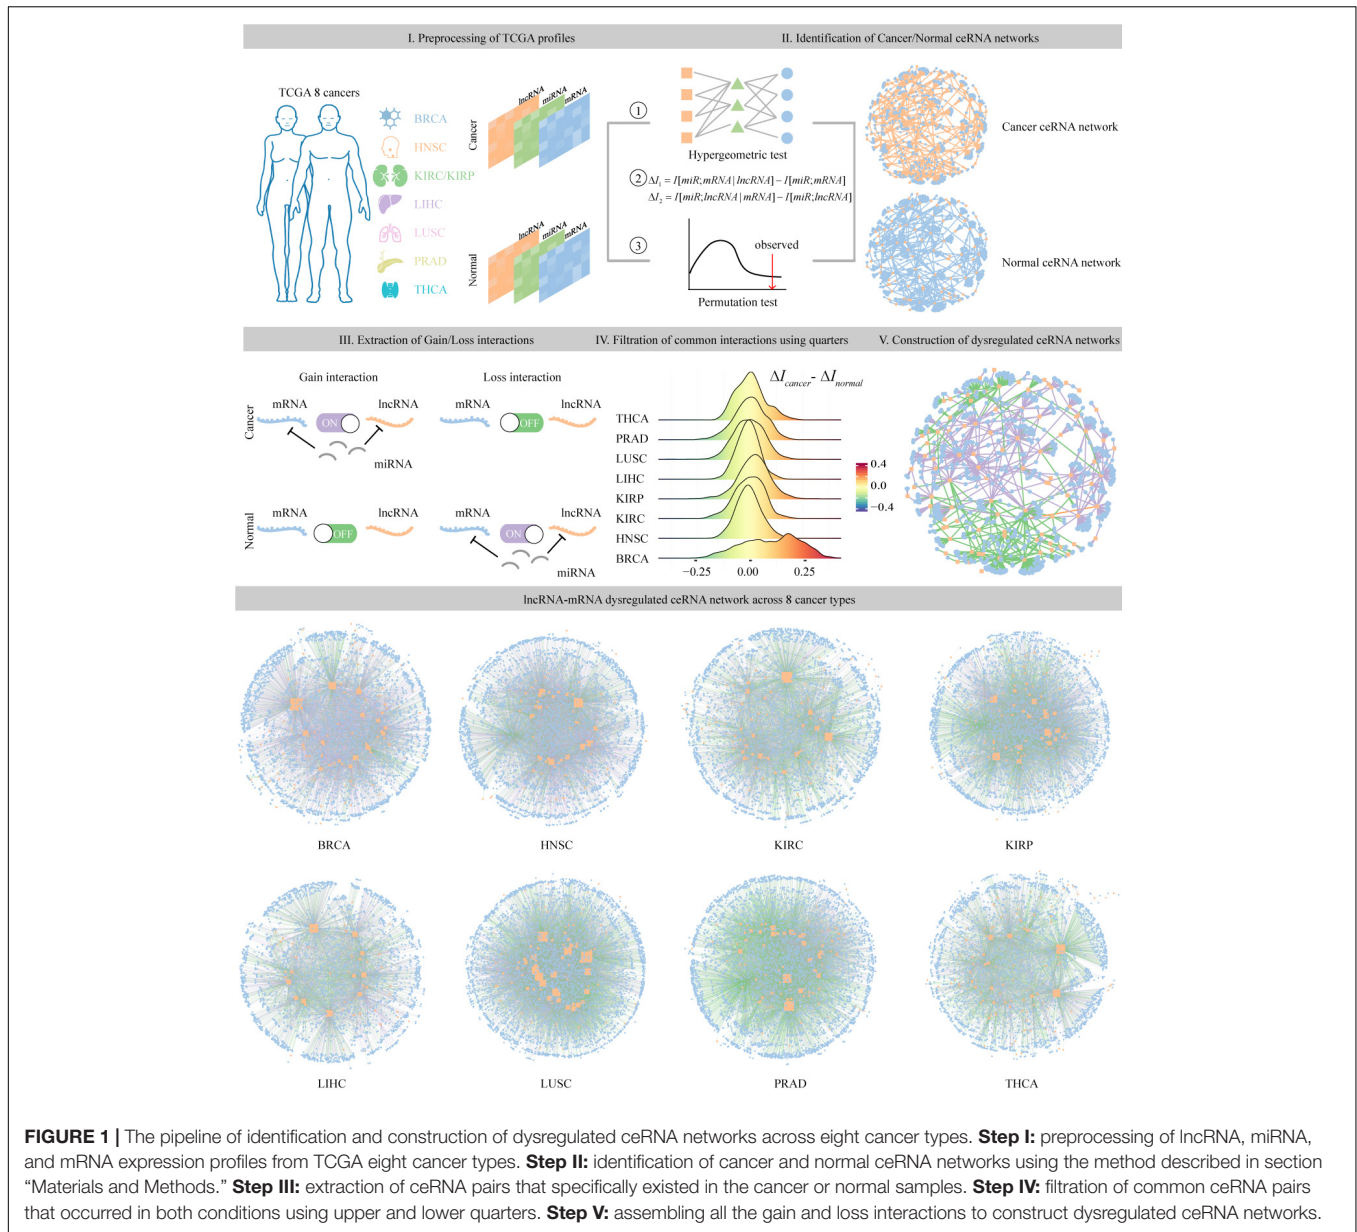 I. Preprocessing of TCGA profiles
II. Identification of Cancer/Normal ceRNA networks
TCGA 8 cancers
BRCA
HNSC
KIRC/KIRP
LIHC
LUSC
PRAD
THCA
Cancer
lncRNA
miRNA
mRNA
Normal
lncRNA
miRNA
mRNA
1
Hypergeometric test
2
ΔI₁ = I[miR;mRNA|lncRNA] − I[miR;mRNA]
ΔI₂ = I[miR;lncRNA|mRNA] − I[miR;lncRNA]
3
observed
Permutation test
Cancer ceRNA network
Normal ceRNA network
III. Extraction of Gain/Loss interactions
IV. Filtration of common interactions using quarters
V. Construction of dysregulated ceRNA networks
Gain interaction
Loss interaction
Cancer
mRNA
ON
lncRNA
miRNA
mRNA
OFF
lncRNA
Normal
mRNA
OFF
lncRNA
mRNA
ON
lncRNA
miRNA
ΔIcancer - ΔInormal
THCA
PRAD
LUSC
LIHC
KIRP
KIRC
HNSC
BRCA
−0.25
0.00
0.25
0.4
0.0
−0.4
lncRNA-mRNA dysregulated ceRNA network across 8 cancer types
BRCA
HNSC
KIRC
KIRP
LIHC
LUSC
PRAD
THCA
FIGURE 1 | The pipeline of identification and construction of dysregulated ceRNA networks across eight cancer types. Step I: preprocessing of lncRNA, miRNA,
and mRNA expression profiles from TCGA eight cancer types. Step II: identification of cancer and normal ceRNA networks using the method described in section
“Materials and Methods.” Step III: extraction of ceRNA pairs that specifically existed in the cancer or normal samples. Step IV: filtration of common ceRNA pairs
that occurred in both conditions using upper and lower quarters. Step V: assembling all the gain and loss interactions to construct dysregulated ceRNA networks.